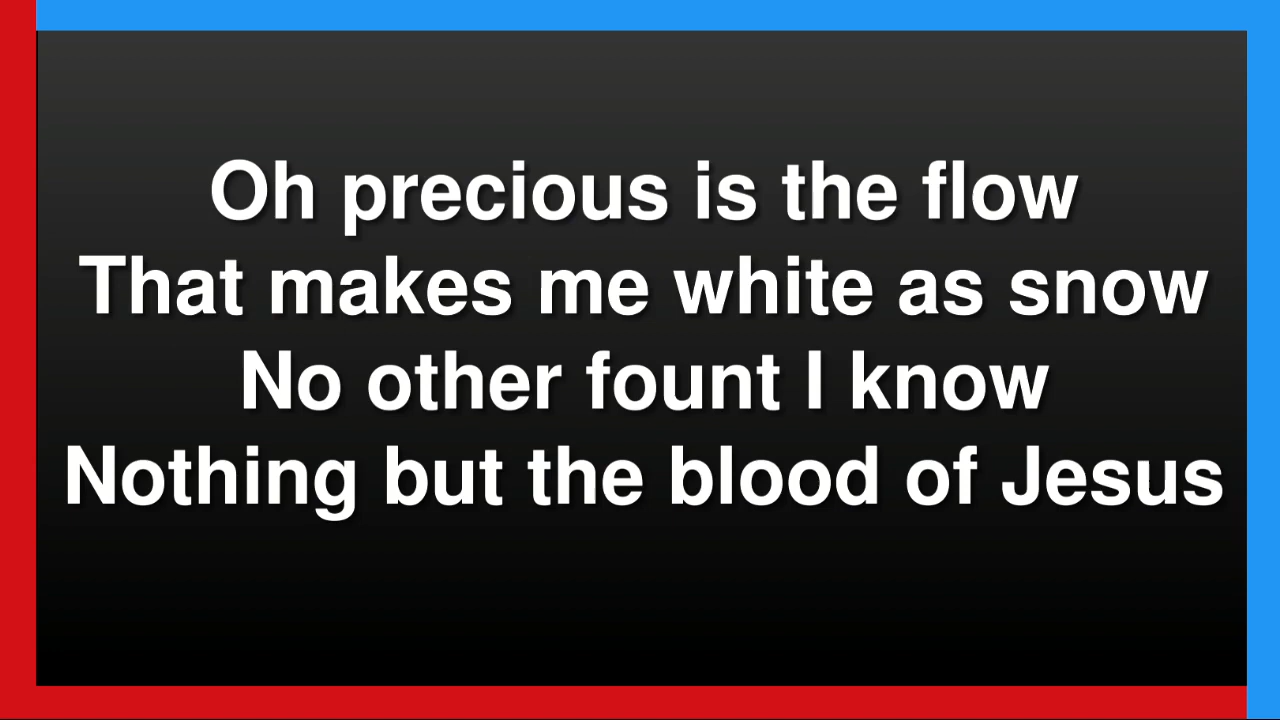 Oh precious is the flow
That makes me white as snow
No other fount I know
Nothing but the blood of Jesus